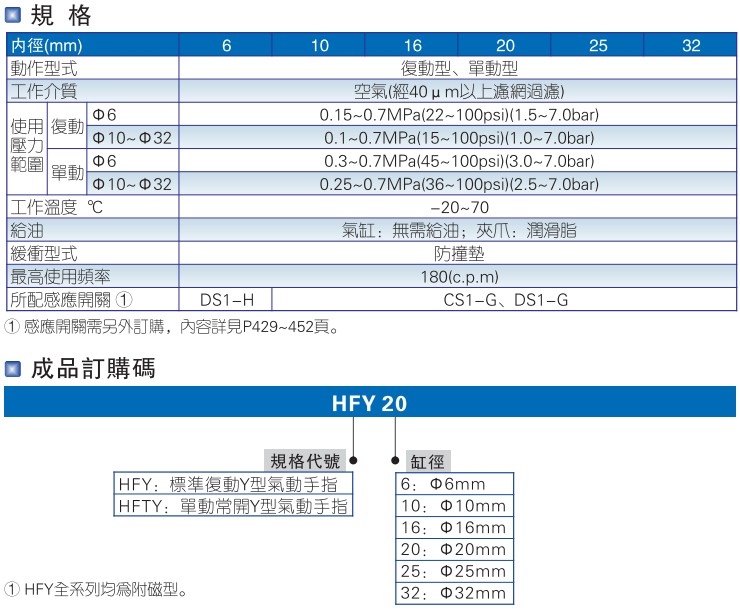 規 格
内徑(mm) 6 10 16 20 25 32
動作型式 復動型、單動型
工作介質 空氣(經40μm以上濾網過濾)
使用壓力範圍 復動 Φ6 0.15~0.7MPa(22~100psi)(1.5~7.0bar)
Φ10~Φ32 0.1~0.7MPa(15~100psi)(1.0~7.0bar)
單動 Φ6 0.3~0.7MPa(45~100psi)(3.0~7.0bar)
Φ10~Φ32 0.25~0.7MPa(36~100psi)(2.5~7.0bar)
工作溫度 ℃ -20~70
給油 氣缸：無需給油；夾爪：潤滑脂
緩衝型式 防撞墊
最高使用頻率 180(c.p.m)
所配感應開關 ① DS1-H CS1-G、DS1-G
① 感應開關需另外訂購，內容詳見P429~452頁。
成品訂購碼
HFY 20
規格代號
HFY：標準復動Y型氣動手指
HFTY：單動常開Y型氣動手指
缸徑
6：Φ6mm
10：Φ10mm
16：Φ16mm
20：Φ20mm
25：Φ25mm
32：Φ32mm
① HFY全系列均爲附磁型。